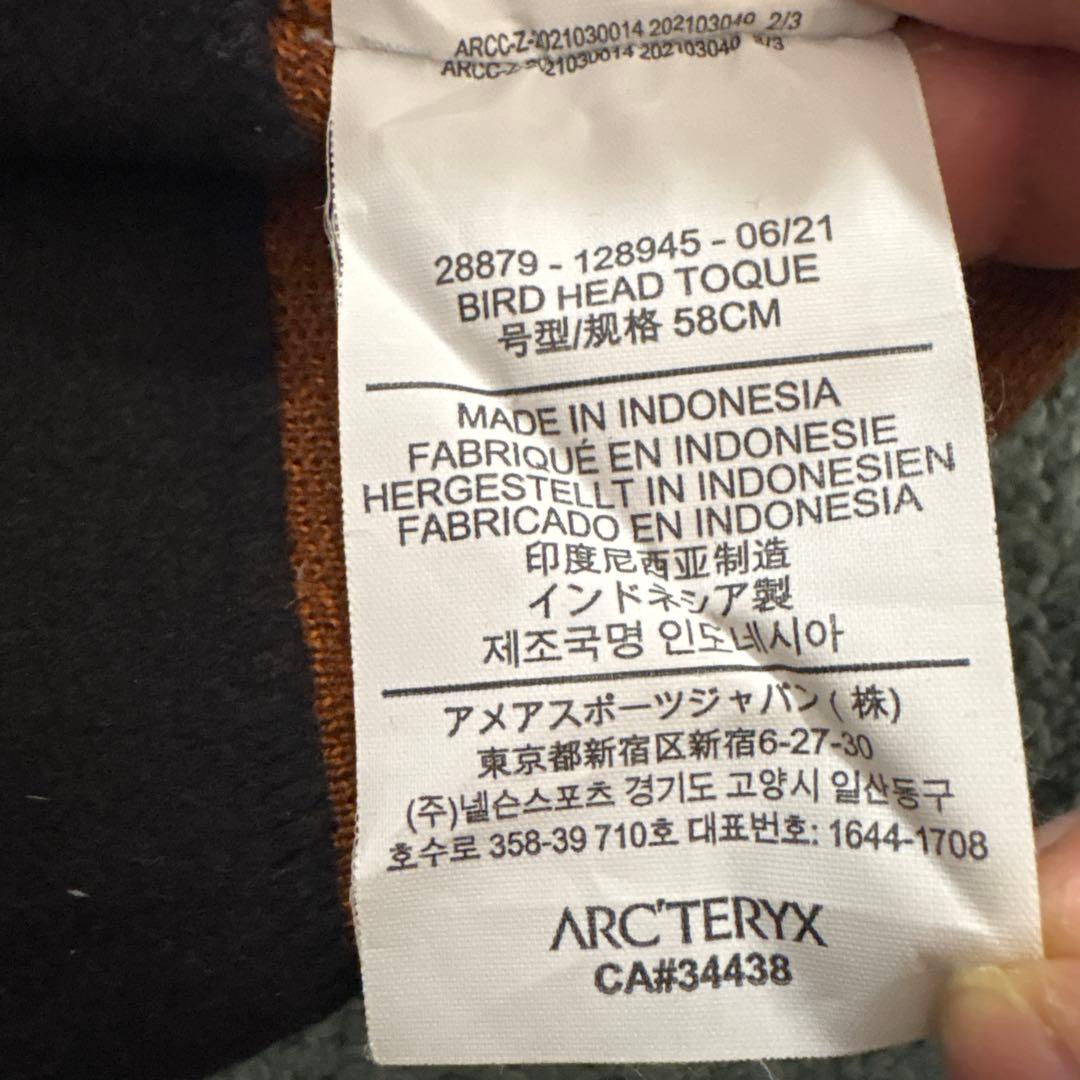 ARCC-Z-2021030014 202103040 2/3
ARCC-Z-2021030014 202103040 3/3
28879 - 128945 - 06/21
BIRD HEAD TOQUE
号型/规格 58CM
MADE IN INDONESIA
FABRIQUÉ EN INDONESIE
HERGESTELLT IN INDONESIEN
FABRICADO EN INDONESIA
印度尼西亚制造
インドネシア製
제조국명 인도네시아
アメアスポーツジャパン(株)
東京都新宿区新宿6-27-30
(주)넬슨스포츠 경기도 고양시 일산동구
호수로 358-39 710호 대표번호: 1644-1708
ARC'TERYX
CA#34438